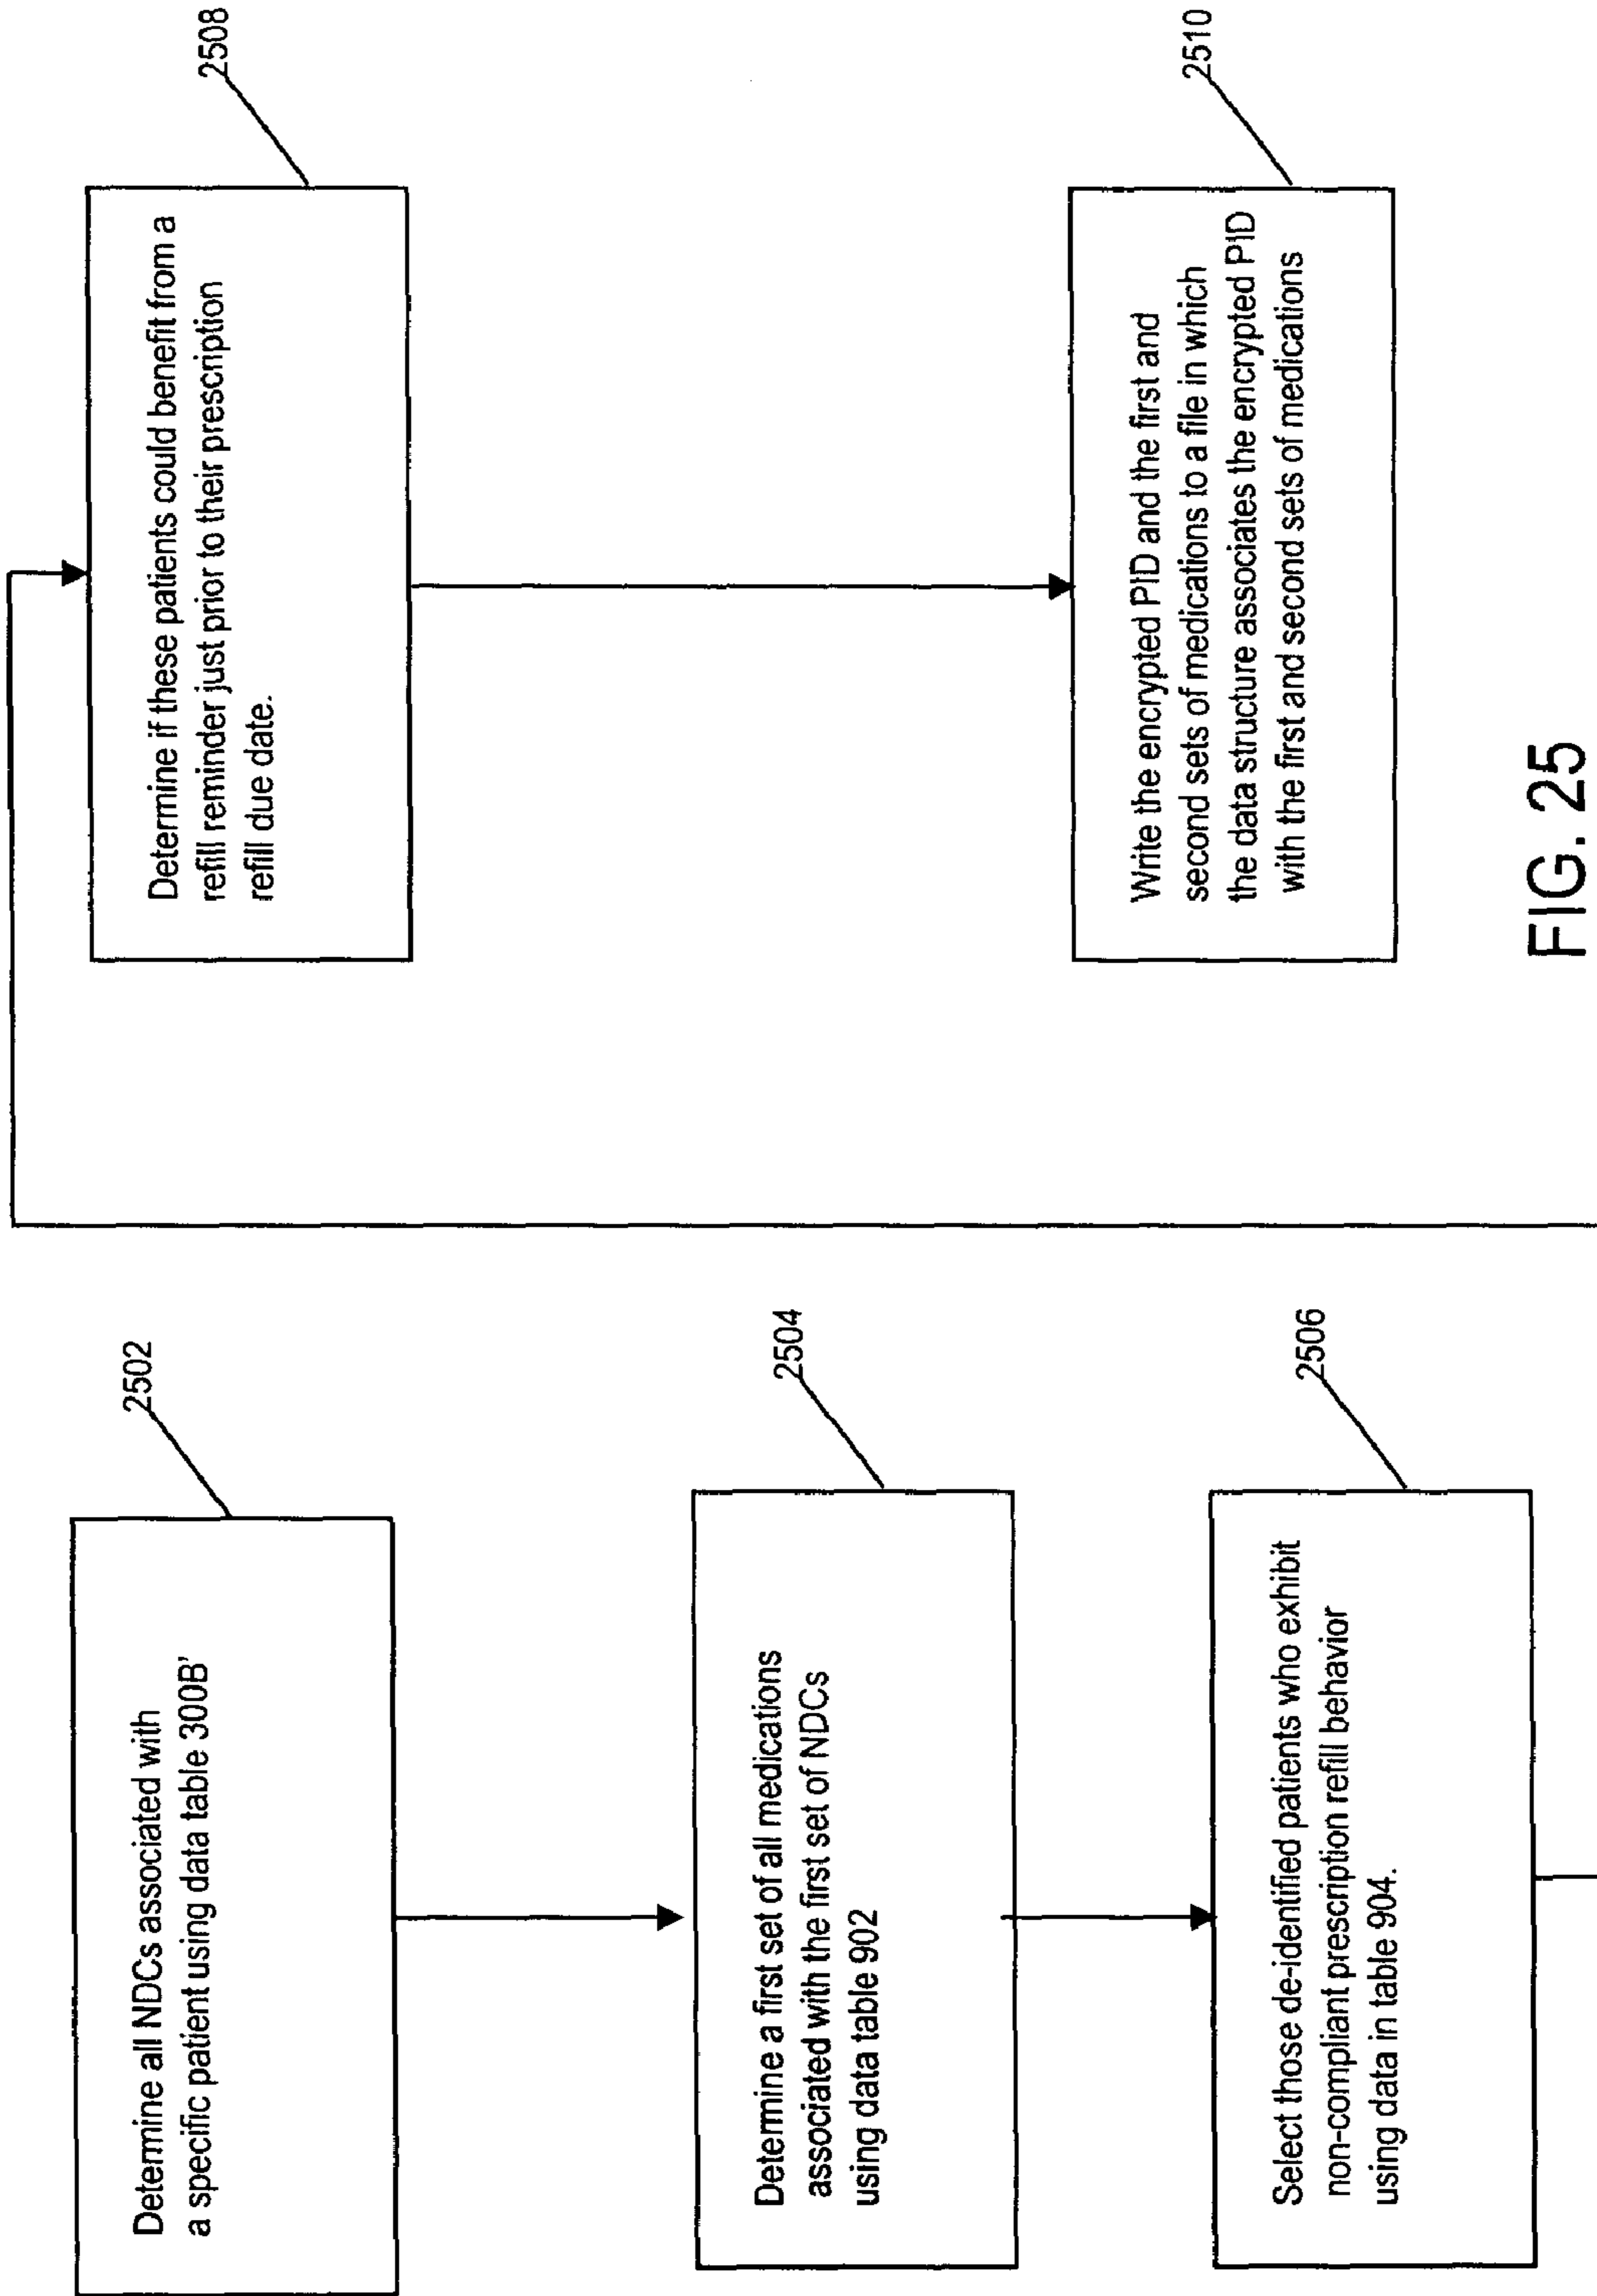 2502
Determine all NDCs associated with
a specific patient using data table 300B'
2504
Determine a first set of all medications
associated with the first set of NDCs
using data table 902
2506
Select those de-identified patients who exhibit
non-compliant prescription refill behavior
using data in table 904.
2508
Determine if these patients could benefit from a
refill reminder just prior to their prescription
refill due date.
2510
Write the encrypted PID and the first and
second sets of medications to a file in which
the data structure associates the encrypted PID
with the first and second sets of medications
FIG. 25